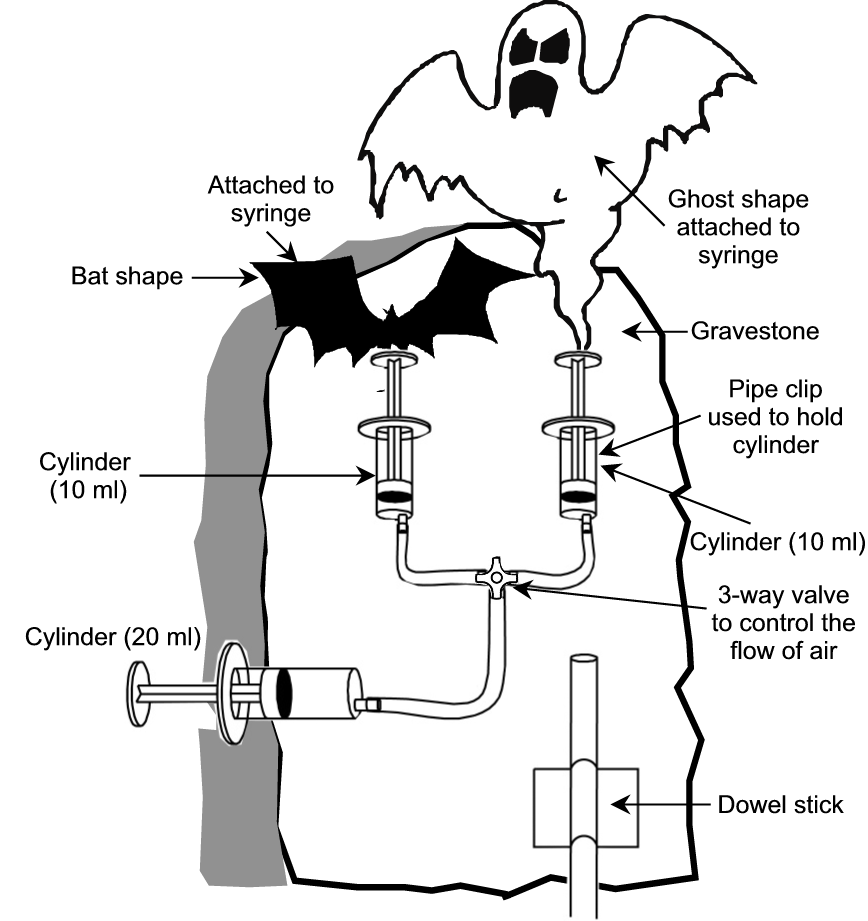 Attached to
syringe
Ghost shape
attached to
syringe
Bat shape
Gravestone
Pipe clip
used to hold
cylinder
Cylinder
(10 ml)
Cylinder (10 ml)
3-way valve
to control the
flow of air
Cylinder (20 ml)
Dowel stick